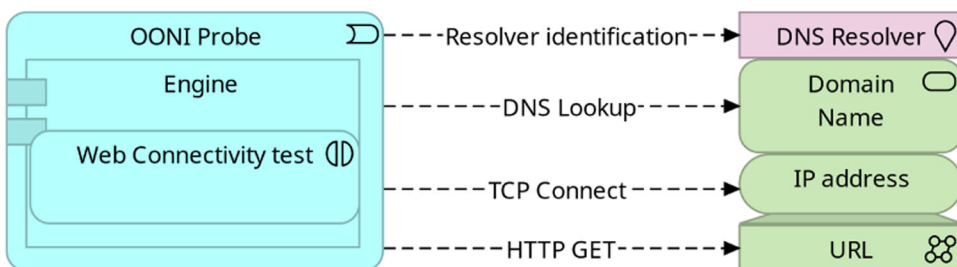 OONI Probe
Resolver identification
DNS Resolver
Engine
DNS Lookup
Domain
Name
Web Connectivity test
TCP Connect
IP address
HTTP GET
URL